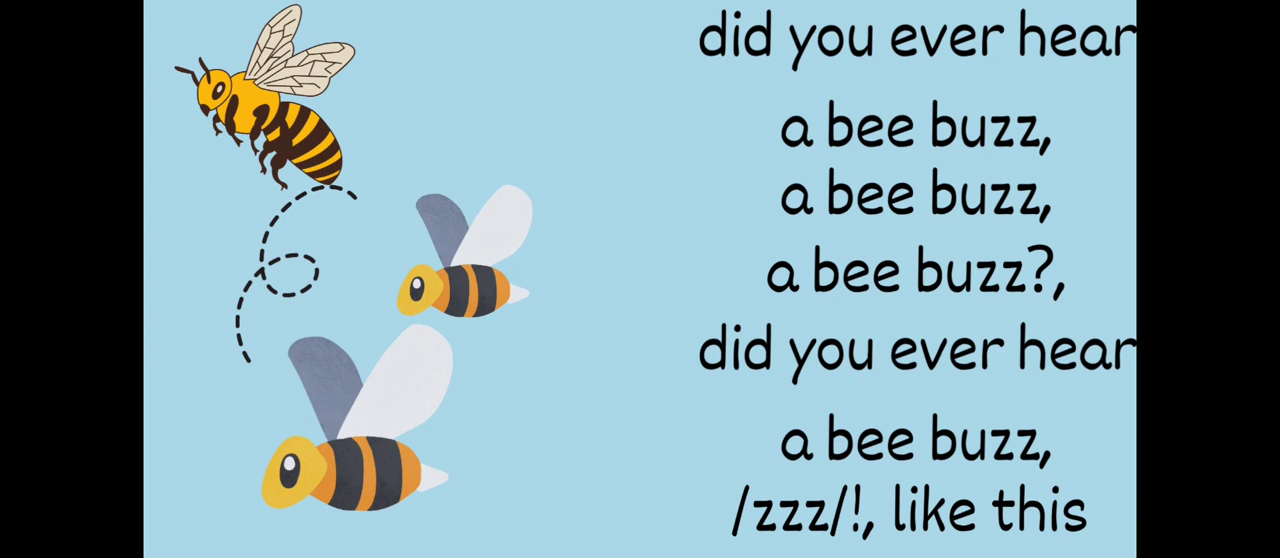 did you ever hear
a bee buzz,
a bee buzz,
a bee buzz?,
did you ever hear
a bee buzz,
/zzz/!, like this